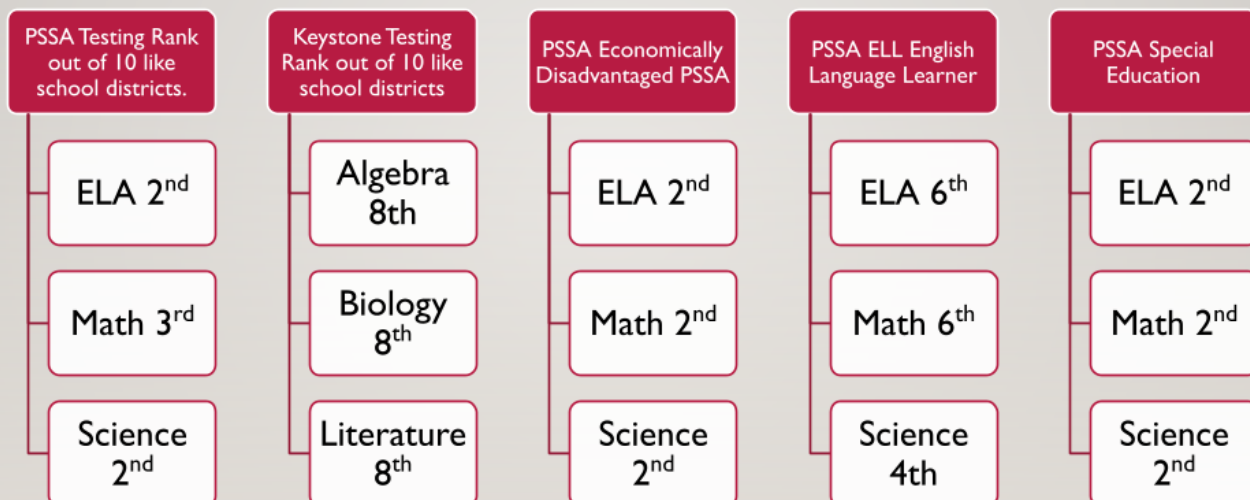 PSSA Testing Rank
out of 10 like
school districts.
ELA 2nd
Math 3rd
Science
2nd
Keystone Testing
Rank out of 10 like
school districts
Algebra
8th
Biology
8th
Literature
8th
PSSA Economically
Disadvantaged PSSA
ELA 2nd
Math 2nd
Science
2nd
PSSA ELL English
Language Learner
ELA 6th
Math 6th
Science
4th
PSSA Special
Education
ELA 2nd
Math 2nd
Science
2nd